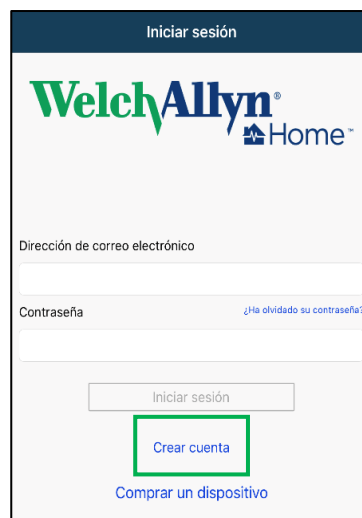 Iniciar sesión
WelchAllyn®
Home™
Dirección de correo electrónico
Contraseña ¿Ha olvidado su contraseña?
Iniciar sesión
Crear cuenta
Comprar un dispositivo